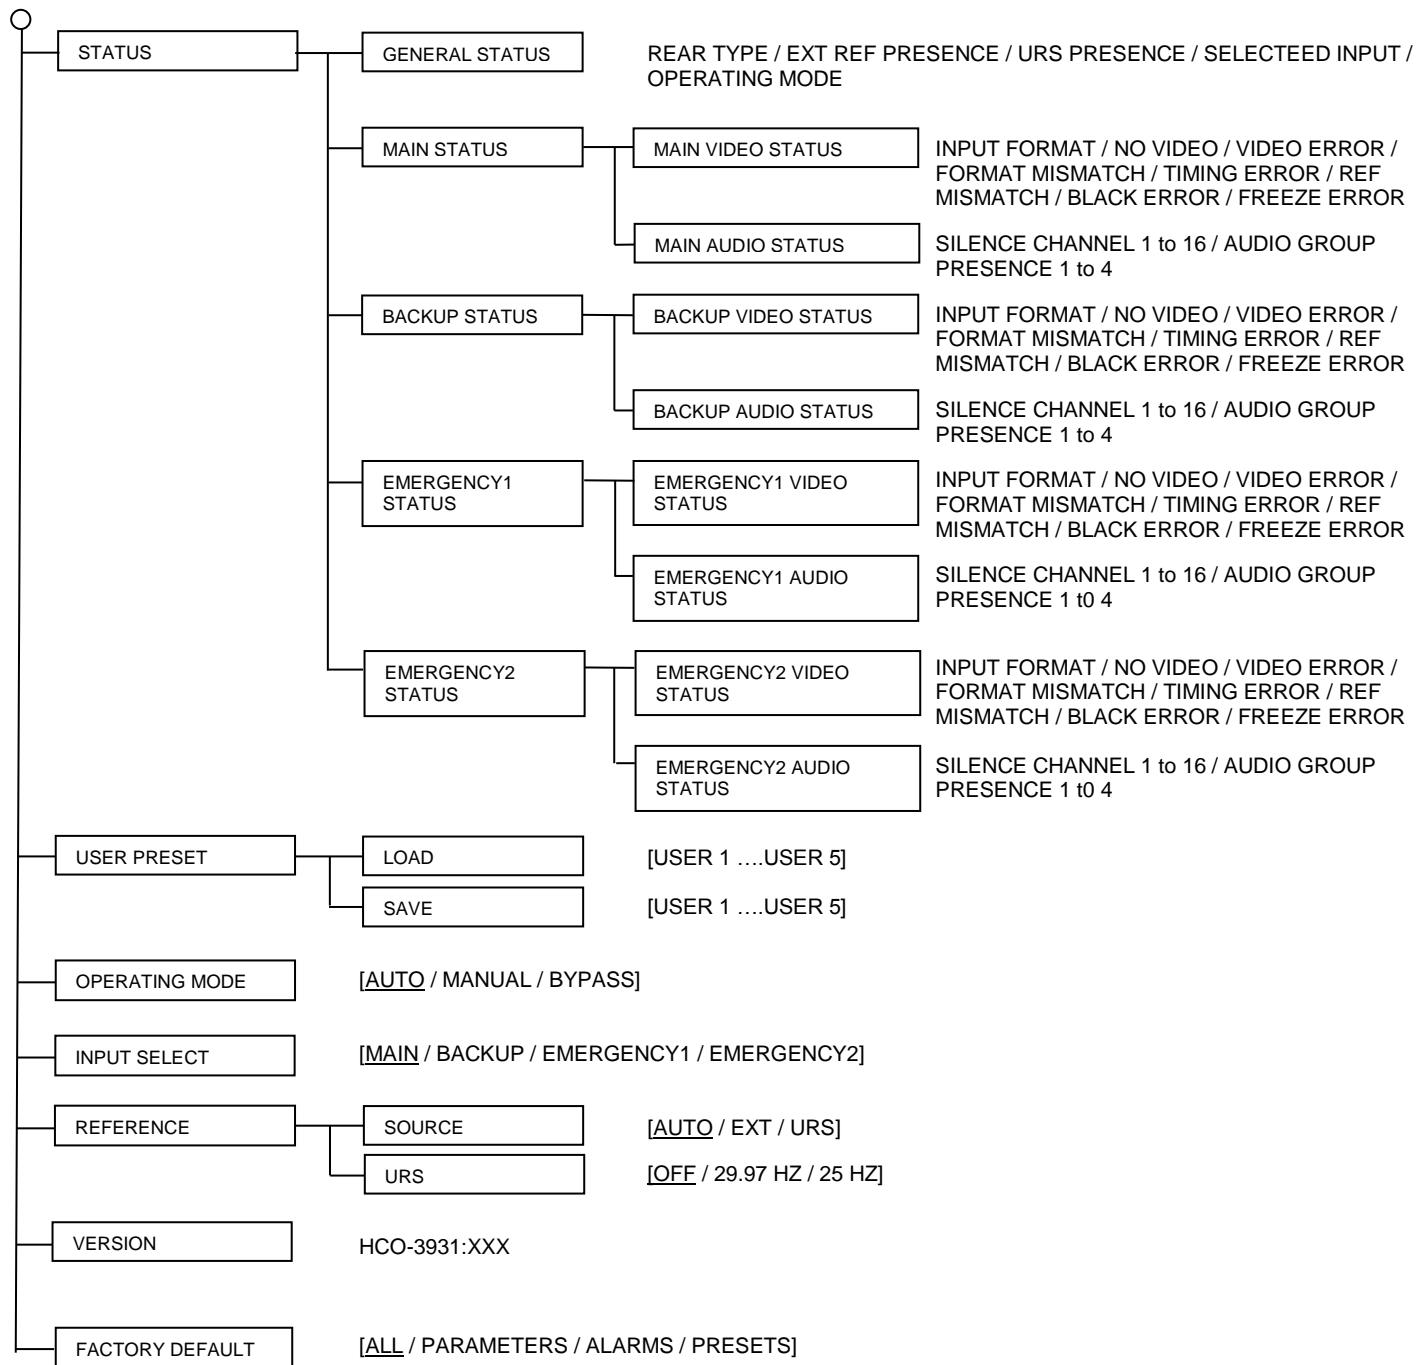 STATUS
GENERAL STATUS
REAR TYPE / EXT REF PRESENCE / URS PRESENCE / SELECTEED INPUT /
OPERATING MODE
MAIN STATUS
MAIN VIDEO STATUS
INPUT FORMAT / NO VIDEO / VIDEO ERROR /
FORMAT MISMATCH / TIMING ERROR / REF
MISMATCH / BLACK ERROR / FREEZE ERROR
MAIN AUDIO STATUS
SILENCE CHANNEL 1 to 16 / AUDIO GROUP
PRESENCE 1 to 4
BACKUP STATUS
BACKUP VIDEO STATUS
INPUT FORMAT / NO VIDEO / VIDEO ERROR /
FORMAT MISMATCH / TIMING ERROR / REF
MISMATCH / BLACK ERROR / FREEZE ERROR
BACKUP AUDIO STATUS
SILENCE CHANNEL 1 to 16 / AUDIO GROUP
PRESENCE 1 to 4
EMERGENCY1
STATUS
EMERGENCY1 VIDEO
STATUS
INPUT FORMAT / NO VIDEO / VIDEO ERROR /
FORMAT MISMATCH / TIMING ERROR / REF
MISMATCH / BLACK ERROR / FREEZE ERROR
EMERGENCY1 AUDIO
STATUS
SILENCE CHANNEL 1 to 16 / AUDIO GROUP
PRESENCE 1 t0 4
EMERGENCY2
STATUS
EMERGENCY2 VIDEO
STATUS
INPUT FORMAT / NO VIDEO / VIDEO ERROR /
FORMAT MISMATCH / TIMING ERROR / REF
MISMATCH / BLACK ERROR / FREEZE ERROR
EMERGENCY2 AUDIO
STATUS
SILENCE CHANNEL 1 to 16 / AUDIO GROUP
PRESENCE 1 t0 4
USER PRESET
LOAD
[USER 1 ….USER 5]
SAVE
[USER 1 ….USER 5]
OPERATING MODE
[AUTO / MANUAL / BYPASS]
INPUT SELECT
[MAIN / BACKUP / EMERGENCY1 / EMERGENCY2]
REFERENCE
SOURCE
[AUTO / EXT / URS]
URS
[OFF / 29.97 HZ / 25 HZ]
VERSION
HCO-3931:XXX
FACTORY DEFAULT
[ALL / PARAMETERS / ALARMS / PRESETS]